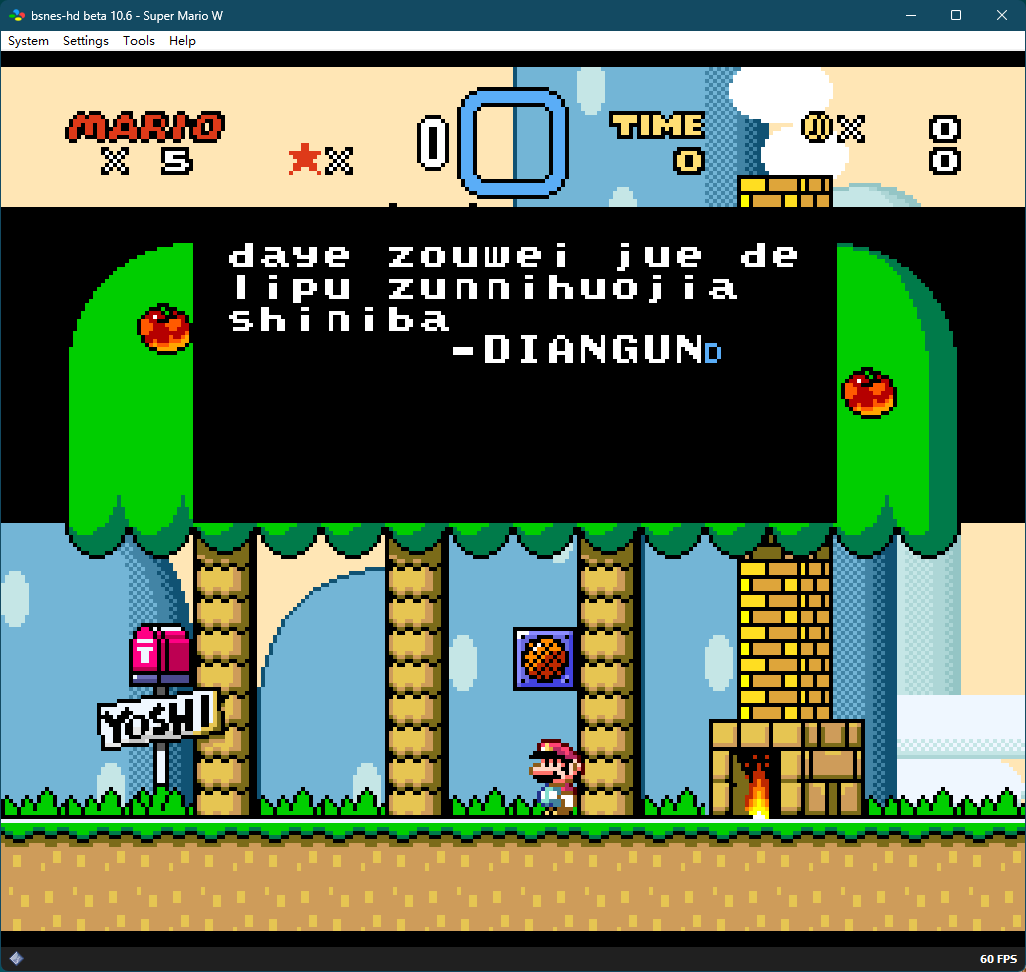 bsnes-hd beta 10.6 - Super Mario W
System Settings Tools Help
MARIO TIME
x 5 ★x 0 0 x 0
0
daye zouwei jue de
lipu zunnihuojia
shiniba
-DIANGUND
T
YOSHI
60 FPS